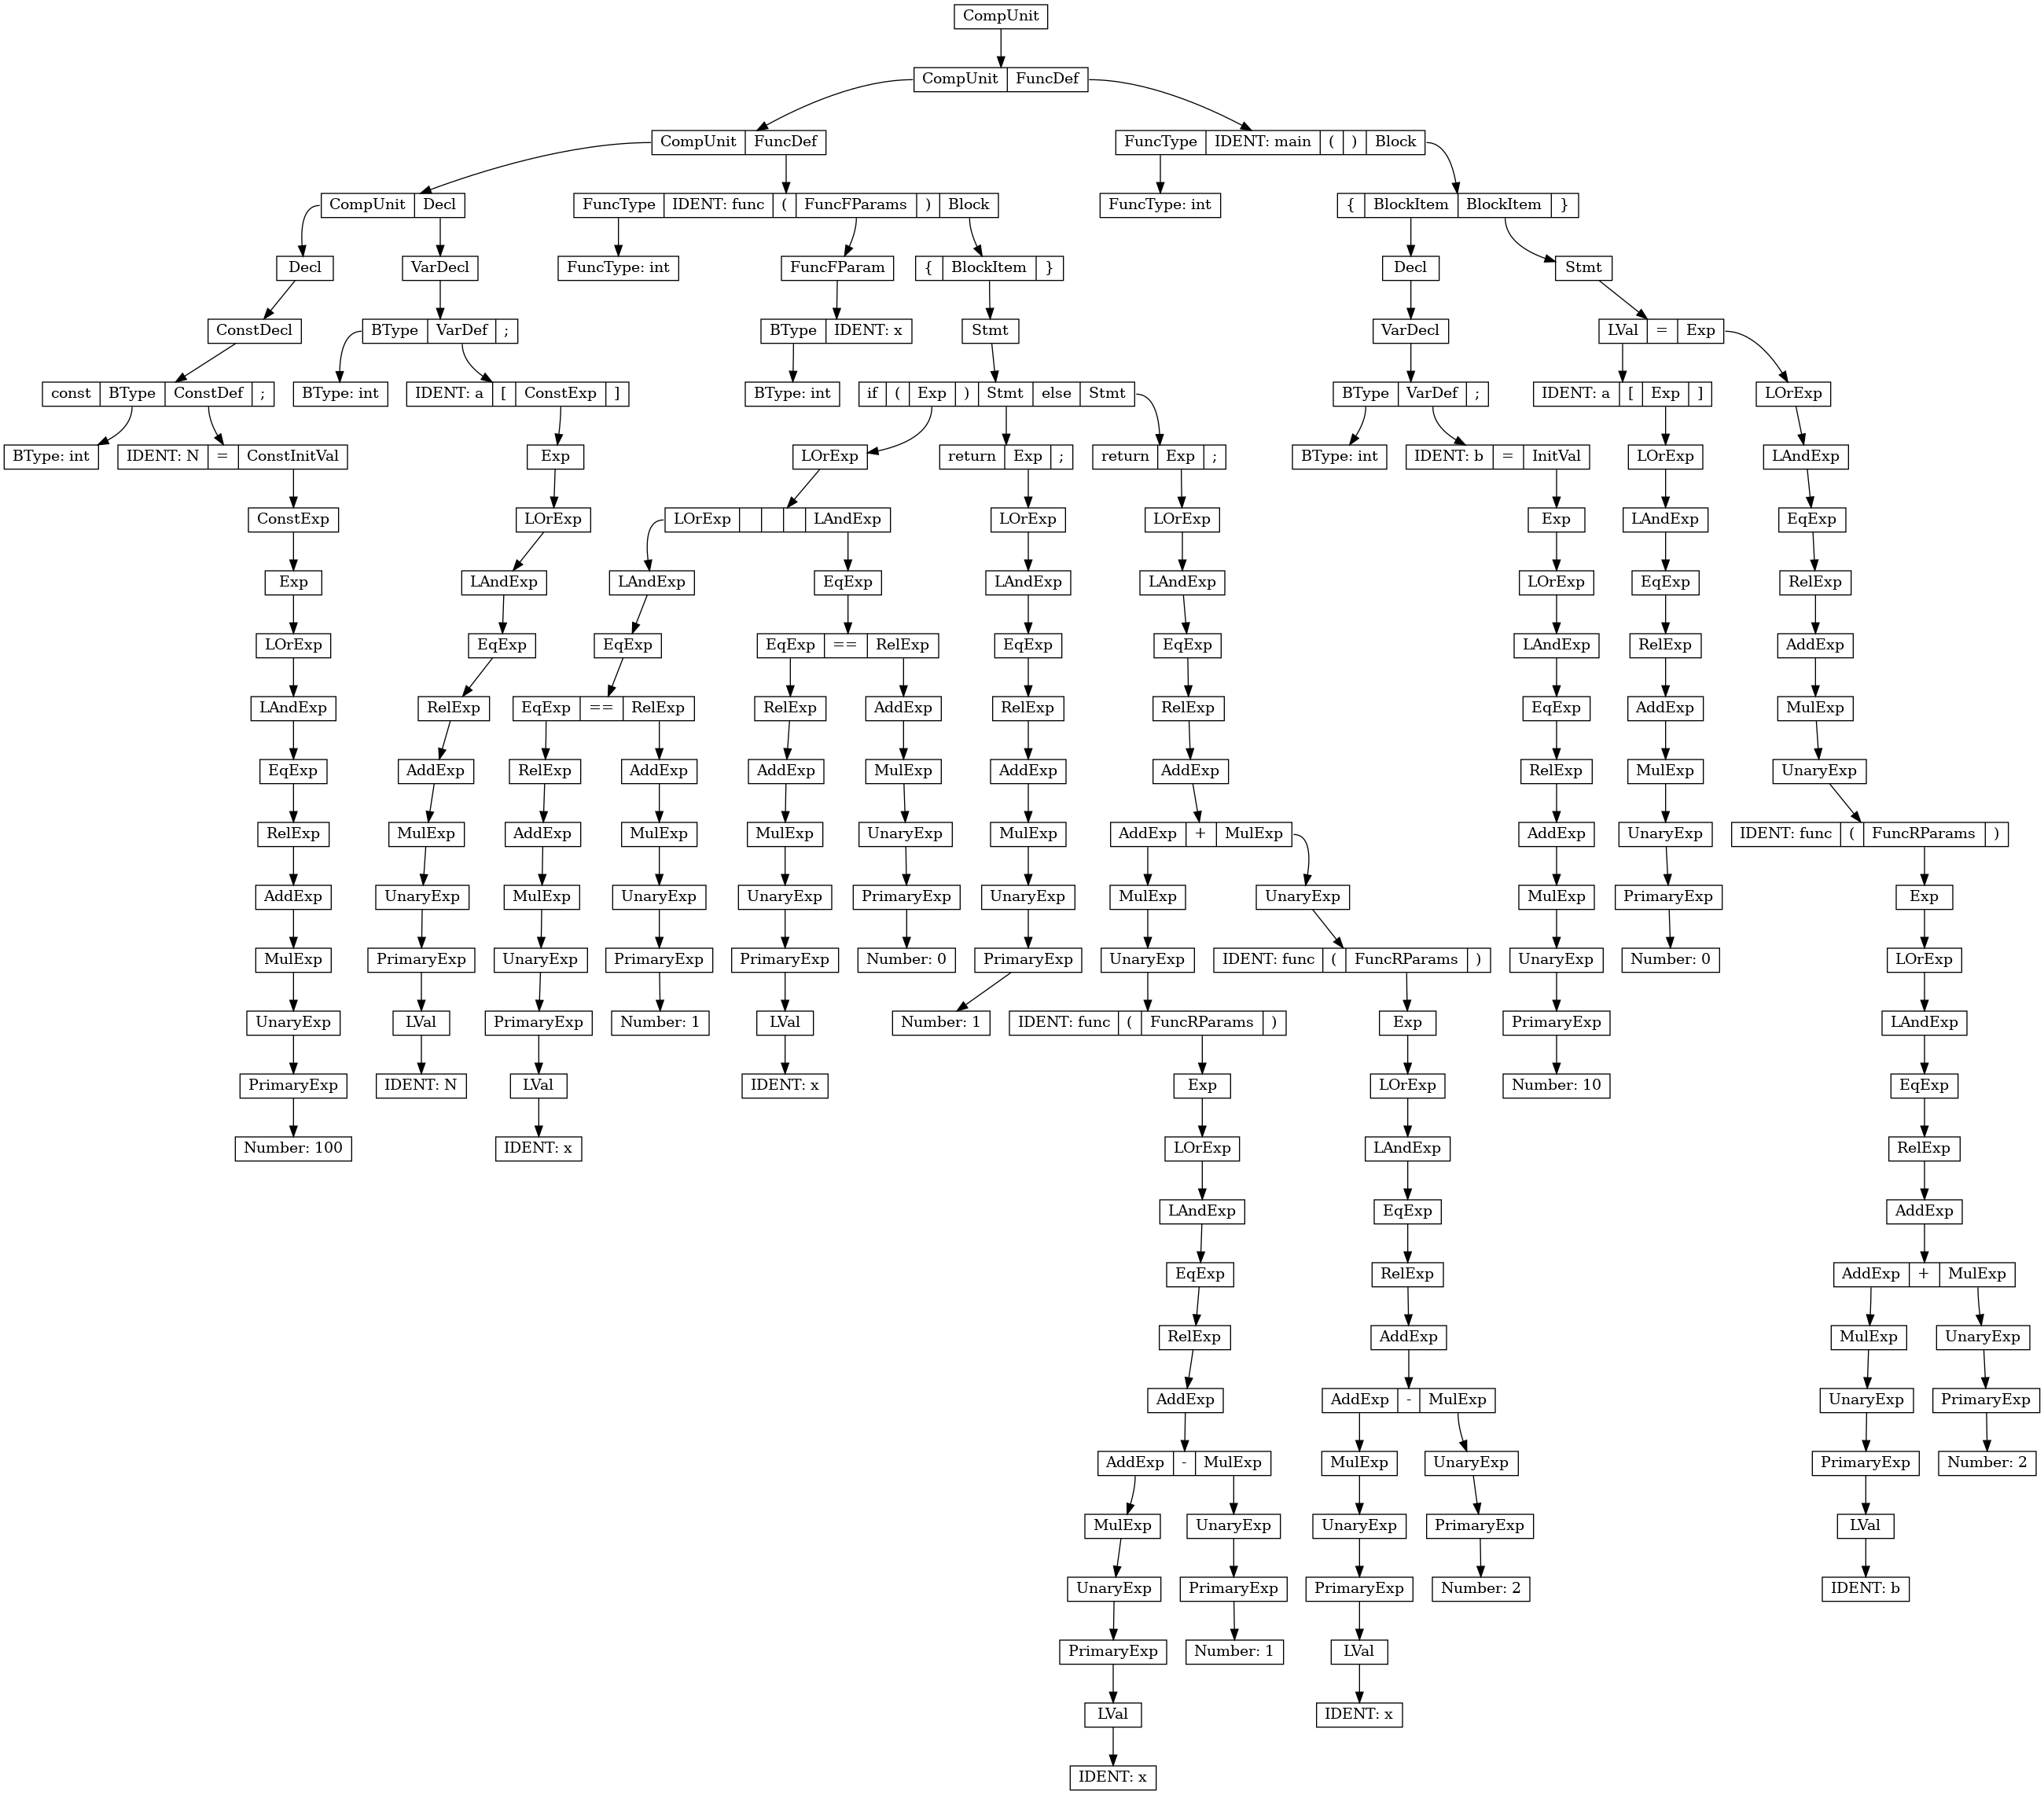 CompUnit
CompUnit FuncDef
CompUnit FuncDef FuncType IDENT: main ( ) Block
CompUnit Decl FuncType IDENT: func ( FuncFParams ) Block FuncType: int { BlockItem BlockItem }
Decl VarDecl FuncType: int FuncFParam { BlockItem } Decl Stmt
ConstDecl BType VarDef ; BType IDENT: x Stmt VarDecl LVal = Exp
const BType ConstDef ; BType: int IDENT: a [ ConstExp ] BType: int if ( Exp ) Stmt else Stmt BType VarDef ; IDENT: a [ Exp ] LOrExp
BType: int IDENT: N = ConstInitVal Exp LOrExp return Exp ; return Exp ; BType: int IDENT: b = InitVal LOrExp LAndExp
ConstExp LOrExp LOrExp LAndExp LOrExp LOrExp Exp LAndExp EqExp
Exp LAndExp LAndExp EqExp LAndExp LAndExp LOrExp EqExp RelExp
LOrExp EqExp EqExp EqExp == RelExp EqExp EqExp LAndExp RelExp AddExp
LAndExp RelExp EqExp == RelExp RelExp AddExp RelExp RelExp EqExp AddExp MulExp
EqExp AddExp RelExp AddExp AddExp MulExp AddExp AddExp RelExp MulExp UnaryExp
RelExp MulExp AddExp MulExp MulExp UnaryExp MulExp AddExp + MulExp AddExp UnaryExp IDENT: func ( FuncRParams )
AddExp UnaryExp MulExp UnaryExp UnaryExp PrimaryExp UnaryExp MulExp UnaryExp MulExp PrimaryExp Exp
MulExp PrimaryExp UnaryExp PrimaryExp PrimaryExp Number: 0 PrimaryExp UnaryExp IDENT: func ( FuncRParams ) UnaryExp Number: 0 LOrExp
UnaryExp LVal PrimaryExp Number: 1 LVal Number: 1 IDENT: func ( FuncRParams ) Exp PrimaryExp LAndExp
PrimaryExp IDENT: N LVal IDENT: x Exp LOrExp Number: 10 EqExp
Number: 100 IDENT: x LOrExp LAndExp RelExp
LAndExp EqExp AddExp
EqExp RelExp AddExp + MulExp
RelExp AddExp MulExp UnaryExp
AddExp AddExp - MulExp UnaryExp PrimaryExp
AddExp - MulExp MulExp UnaryExp PrimaryExp Number: 2
MulExp UnaryExp UnaryExp PrimaryExp LVal
UnaryExp PrimaryExp PrimaryExp Number: 2 IDENT: b
PrimaryExp Number: 1 LVal
LVal IDENT: x
IDENT: x